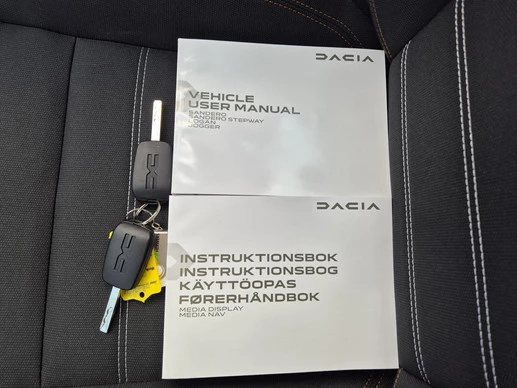 DACIA
VEHICLE
USER MANUAL
SANDERO
SANDERO STEPWAY
LOGAN
JOGGER
DACIA
INSTRUKTIONSBOK
INSTRUKTIONSBOG
KÄYTTÖOPAS
FØRERHÅNDBOK
MEDIA DISPLAY
MEDIA NAV